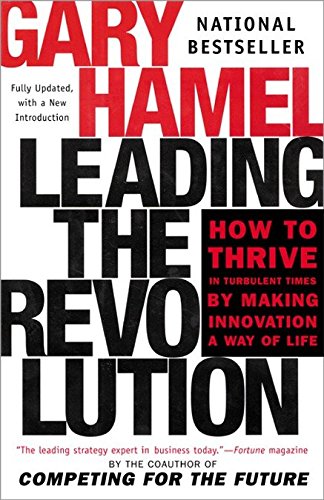 GARY
HAMEL
NATIONAL
BESTSELLER
Fully Updated,
with a New
Introduction
LEADING
THE
REVO
LUTION
HOW TO
THRIVE
IN TURBULENT TIMES
BY MAKING
INNOVATION
A WAY OF LIFE
"The leading strategy expert in business today."—Fortune magazine
BY THE COAUTHOR OF
COMPETING FOR THE FUTURE